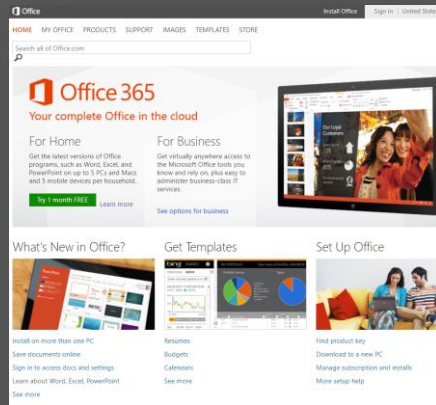 Office
Install Office
Sign in
United State
HOME MY OFFICE PRODUCTS SUPPORT IMAGES TEMPLATES STORE
Search all of Office.com
Office 365
Your complete Office in the cloud
For Home
Get the latest versions of Office
programs, such as Word, Excel, and
PowerPoint on up to 5 PCs and Macs
and 5 mobile devices per household.
Try 1 month FREE
Learn more
For Business
Get virtually anywhere access to
the Microsoft Office tools you
know and rely on, plus easy to
administer business-class IT
services.
See options for business
Our Loyal
Customers
What's New in Office?
PowerPoint
Install on more than one PC
Save documents online
Sign in to access docs and settings
Learn about Word, Excel, PowerPoint
See more
Get Templates
bing
Resumes
Budgets
Calendars
See more
Set Up Office
Find product key
Download to a new PC
Manage subscription and installs
More setup help